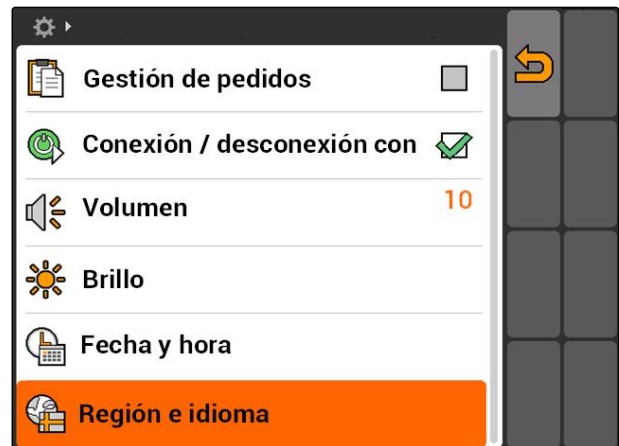 Gestión de pedidos
Conexión / desconexión con
Volumen 10
Brillo
Fecha y hora
Región e idioma